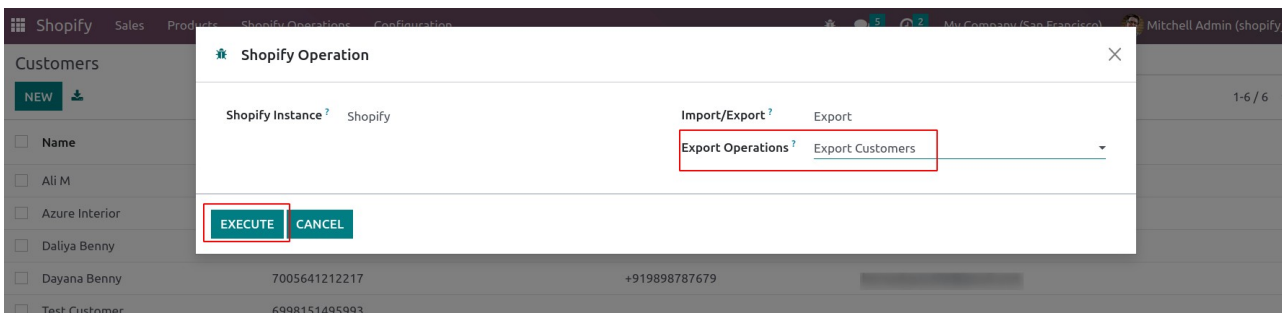 Shopify Sales Products Shopify Operations Configuration 5 2 My Company (San Francisco) Mitchell Admin (shopify
Customers
Shopify Operation
NEW
1-6 / 6
Shopify Instance ? Shopify
Import/Export ? Export
Name
Export Operations ? Export Customers
Ali M
Azure Interior
EXECUTE CANCEL
Daliya Benny
Dayana Benny 7005641212217 +919898787679
Test Customer 6998151495993